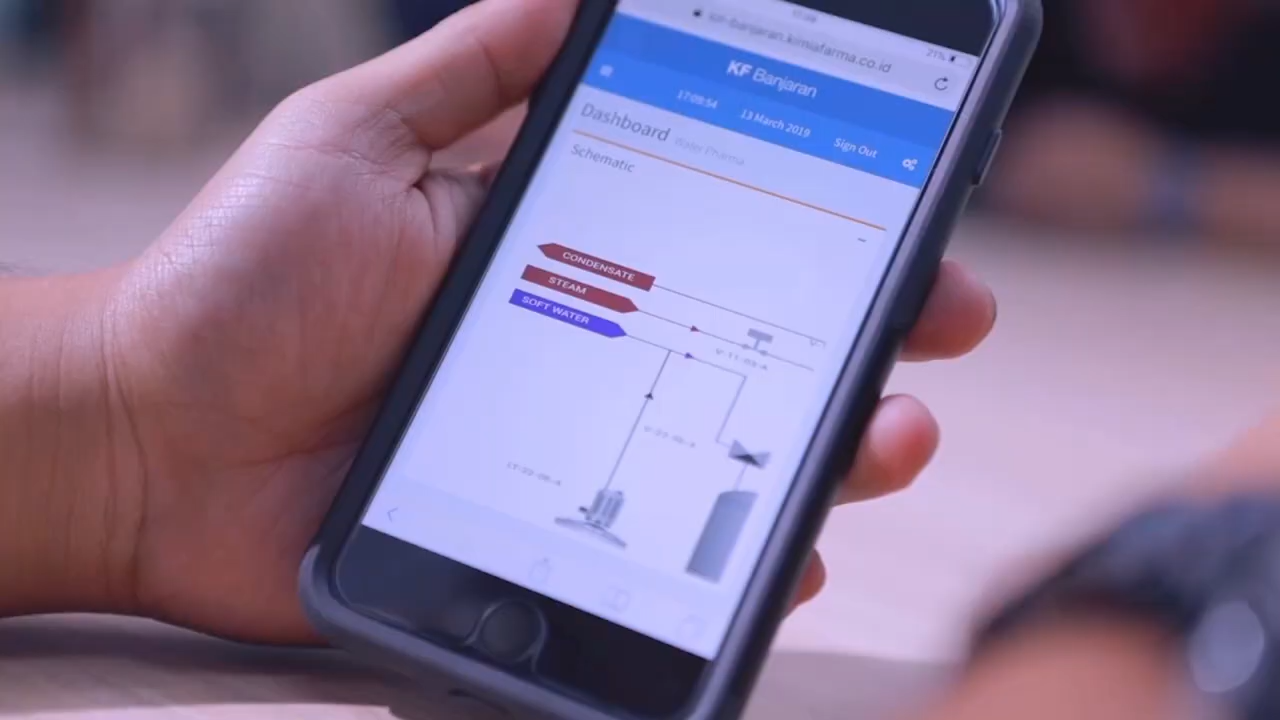 banjaran.kimiafarma.co.id
21%
KF Banjaran
17:09:54 13 March 2019 Sign Out
Dashboard
Schematic
CONDENSATE
STEAM
SOFT WATER